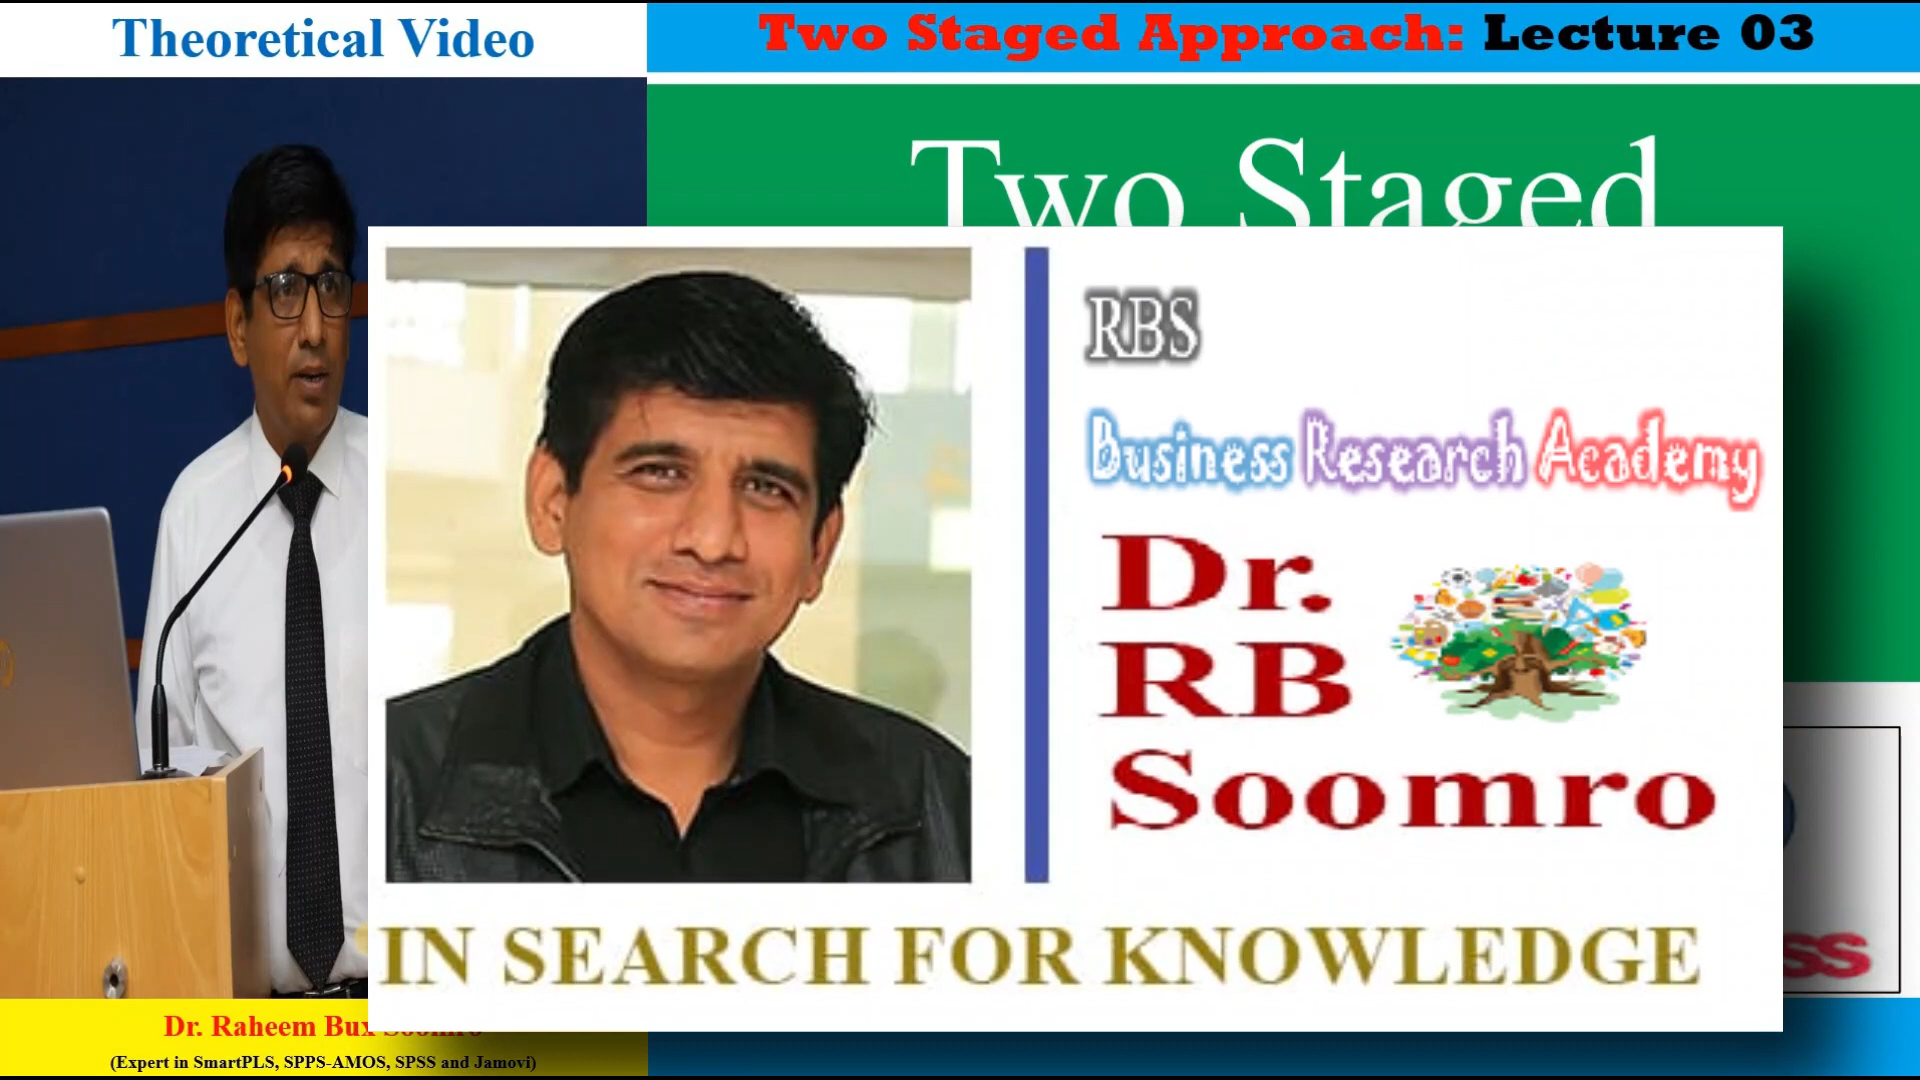 Theoretical Video
Two Staged Approach: Lecture 03
Two Staged
RBS
Business Research Academy
Dr.
RB
Soomro
IN SEARCH FOR KNOWLEDGE
Dr. Raheem Bux Soomro
(Expert in SmartPLS, SPPS-AMOS, SPSS and Jamovi)